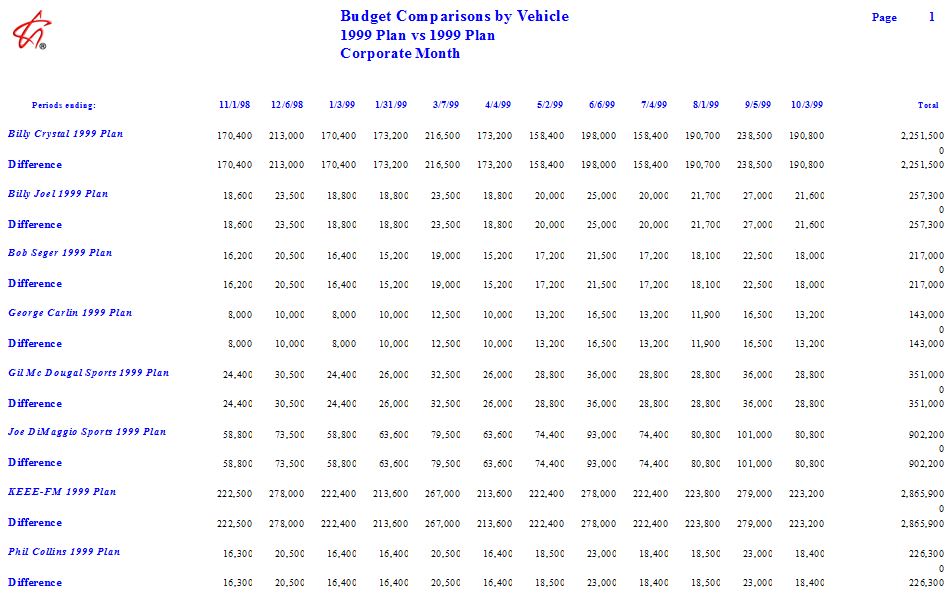 Budget Comparisons by Vehicle Page 1
1999 Plan vs 1999 Plan
Corporate Month
®
Periods ending: 11/1/98 12/6/98 1/3/99 1/31/99 3/7/99 4/4/99 5/2/99 6/6/99 7/4/99 8/1/99 9/5/99 10/3/99 Total
Billy Crystal 1999 Plan 170,400 213,000 170,400 173,200 216,500 173,200 158,400 198,000 158,400 190,700 238,500 190,800 2,251,500
0
Difference 170,400 213,000 170,400 173,200 216,500 173,200 158,400 198,000 158,400 190,700 238,500 190,800 2,251,500
Billy Joel 1999 Plan 18,600 23,500 18,800 18,800 23,500 18,800 20,000 25,000 20,000 21,700 27,000 21,600 257,300
0
Difference 18,600 23,500 18,800 18,800 23,500 18,800 20,000 25,000 20,000 21,700 27,000 21,600 257,300
Bob Seger 1999 Plan 16,200 20,500 16,400 15,200 19,000 15,200 17,200 21,500 17,200 18,100 22,500 18,000 217,000
0
Difference 16,200 20,500 16,400 15,200 19,000 15,200 17,200 21,500 17,200 18,100 22,500 18,000 217,000
George Carlin 1999 Plan 8,000 10,000 8,000 10,000 12,500 10,000 13,200 16,500 13,200 11,900 16,500 13,200 143,000
0
Difference 8,000 10,000 8,000 10,000 12,500 10,000 13,200 16,500 13,200 11,900 16,500 13,200 143,000
Gil Mc Dougal Sports 1999 Plan 24,400 30,500 24,400 26,000 32,500 26,000 28,800 36,000 28,800 28,800 36,000 28,800 351,000
0
Difference 24,400 30,500 24,400 26,000 32,500 26,000 28,800 36,000 28,800 28,800 36,000 28,800 351,000
Joe DiMaggio Sports 1999 Plan 58,800 73,500 58,800 63,600 79,500 63,600 74,400 93,000 74,400 80,800 101,000 80,800 902,200
0
Difference 58,800 73,500 58,800 63,600 79,500 63,600 74,400 93,000 74,400 80,800 101,000 80,800 902,200
KEEE-FM 1999 Plan 222,500 278,000 222,400 213,600 267,000 213,600 222,400 278,000 222,400 223,800 279,000 223,200 2,865,900
0
Difference 222,500 278,000 222,400 213,600 267,000 213,600 222,400 278,000 222,400 223,800 279,000 223,200 2,865,900
Phil Collins 1999 Plan 16,300 20,500 16,400 16,400 20,500 16,400 18,500 23,000 18,400 18,500 23,000 18,400 226,300
0
Difference 16,300 20,500 16,400 16,400 20,500 16,400 18,500 23,000 18,400 18,500 23,000 18,400 226,300